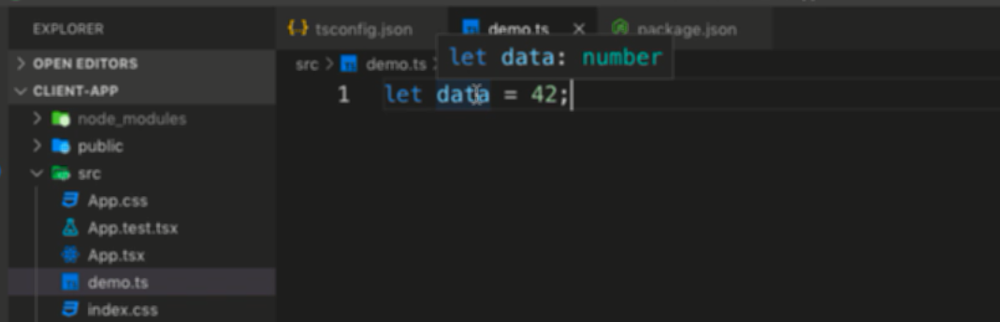 EXPLORER
tsconfig.json
demo.ts
package.json
OPEN EDITORS
src > demo.ts >
let data: number
CLIENT-APP
1 let data = 42;
node_modules
public
src
App.css
App.test.tsx
App.tsx
demo.ts
index.css